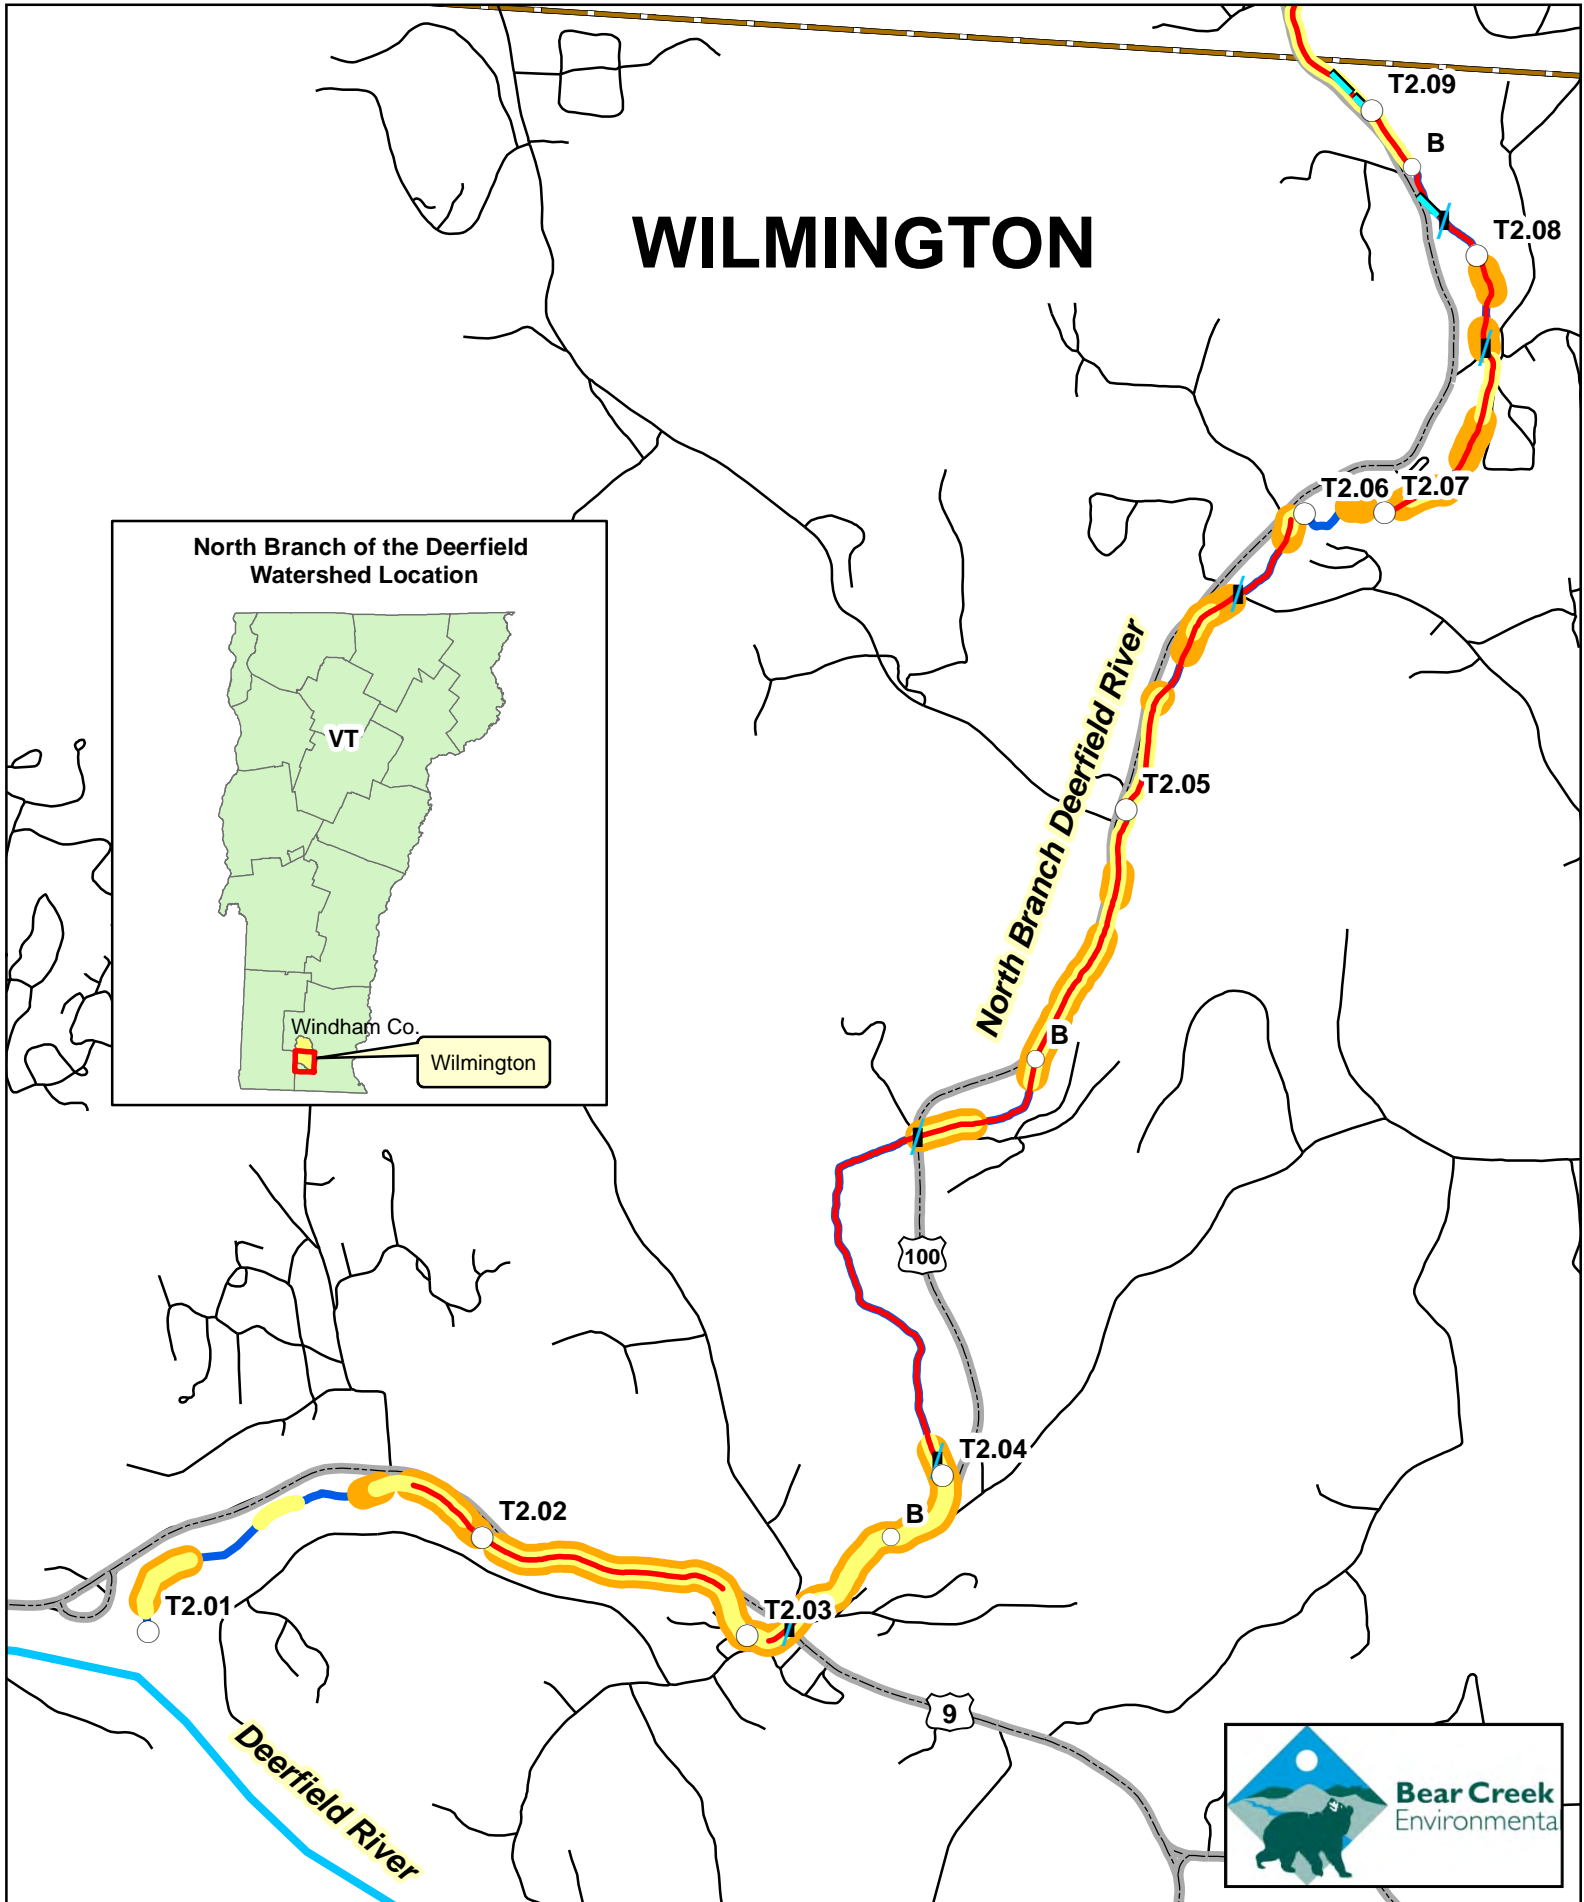 T2.09
B
WILMINGTON
T2.08
T2.06
T2.07
North Branch of the Deerfield
Watershed Location
VT
Windham Co.
Wilmington
North Branch Deerfield River
T2.05
B
100
T2.04
T2.02
B
T2.01
T2.03
9
Deerfield River
Bear Creek
Environmenta